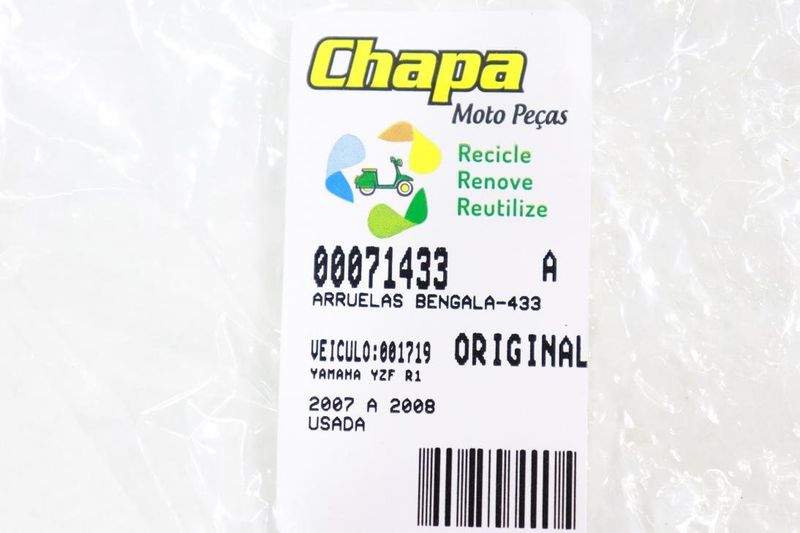 Chapa
Moto Peças
Recicle
Renove
Reutilize
00071433 A
ARRUELAS BENGALA-433
VEICULO:001719 ORIGINAL
YAMAHA YZF R1
2007 A 2008
USADA